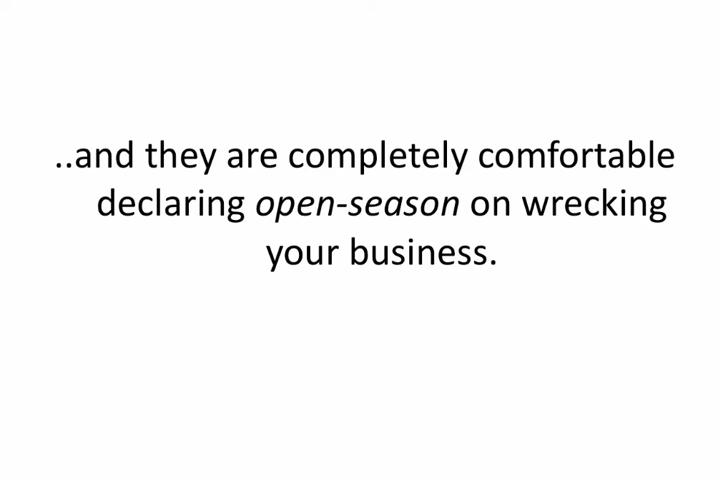 ..and they are completely comfortable
declaring open-season on wrecking
your business.